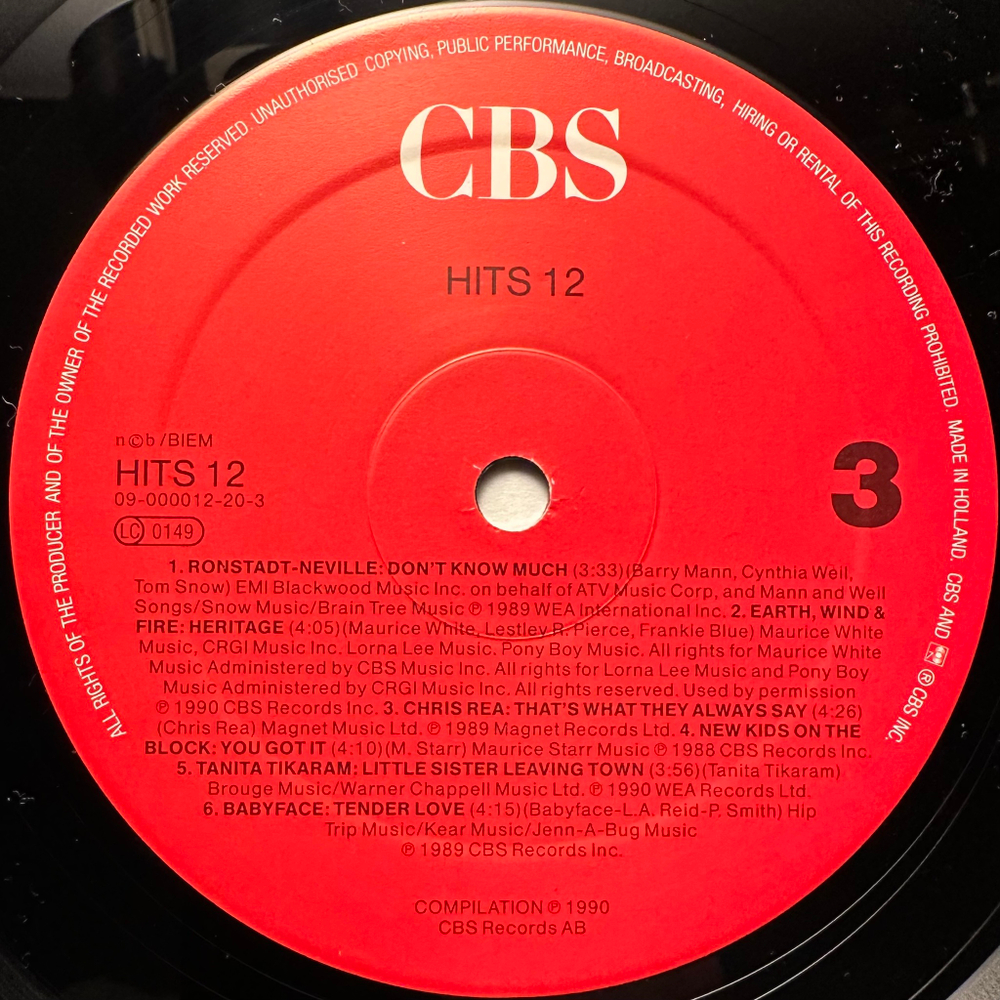 ALL RIGHTS OF THE PRODUCER AND OF THE OWNER OF THE RECORDED WORK RESERVED. UNAUTHORISED COPYING, PUBLIC PERFORMANCE, BROADCASTING, HIRING OR RENTAL OF THIS RECORDING PROHIBITED. MADE IN HOLLAND. CBS AND ® CBS INC.
CBS
HITS 12
n©b/BIEM
HITS 12
09-000012-20-3
LC 0149
3
1. RONSTADT-NEVILLE: DON'T KNOW MUCH (3:33)(Barry Mann, Cynthia Weil,
Tom Snow) EMI Blackwood Music Inc. on behalf of ATV Music Corp, and Mann and Weil
Songs/Snow Music/Brain Tree Music ℗ 1989 WEA International Inc. 2. EARTH, WIND &
FIRE: HERITAGE (4:05)(Maurice White, Lestley R. Pierce, Frankie Blue) Maurice White
Music, CRGI Music Inc. Lorna Lee Music. Pony Boy Music. All rights for Maurice White
Music Administered by CBS Music Inc. All rights for Lorna Lee Music and Pony Boy
Music Administered by CRGI Music Inc. All rights reserved. Used by permission
℗ 1990 CBS Records Inc. 3. CHRIS REA: THAT'S WHAT THEY ALWAYS SAY (4:26)
(Chris Rea) Magnet Music Ltd. ℗ 1989 Magnet Records Ltd. 4. NEW KIDS ON THE
BLOCK: YOU GOT IT (4:10)(M. Starr) Maurice Starr Music ℗ 1988 CBS Records Inc.
5. TANITA TIKARAM: LITTLE SISTER LEAVING TOWN (3:56)(Tanita Tikaram)
Brouge Music/Warner Chappell Music Ltd. ℗ 1990 WEA Records Ltd.
6. BABYFACE: TENDER LOVE (4:15)(Babyface-L.A. Reid-P. Smith) Hip
Trip Music/Kear Music/Jenn-A-Bug Music
℗ 1989 CBS Records Inc.
COMPILATION ℗ 1990
CBS Records AB